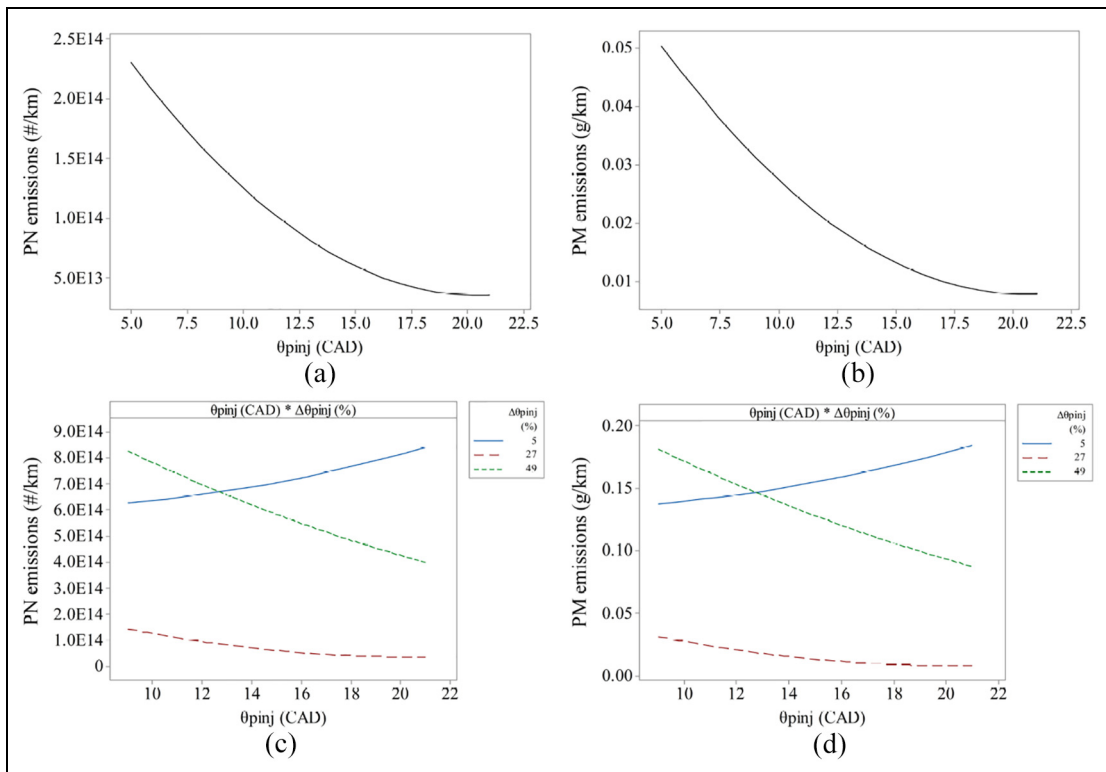 2.5E14
2.0E14
1.5E14
1.0E14
5.0E13
PN emissions (#/km)
5.0 7.5 10.0 12.5 15.0 17.5 20.0 22.5
θpinj (CAD)
(a)
0.05
0.04
0.03
0.02
0.01
PM emissions (g/km)
5.0 7.5 10.0 12.5 15.0 17.5 20.0 22.5
θpinj (CAD)
(b)
θpinj (CAD) * Δθpinj (%)
9.0E14
8.0E14
7.0E14
6.0E14
5.0E14
4.0E14
3.0E14
2.0E14
1.0E14
0
PN emissions (#/km)
10 12 14 16 18 20 22
θpinj (CAD)
Δθpinj
(%)
5
27
49
(c)
θpinj (CAD) * Δθpinj (%)
0.20
0.15
0.10
0.05
0.00
PM emissions (g/km)
10 12 14 16 18 20 22
θpinj (CAD)
Δθpinj
(%)
5
27
49
(d)